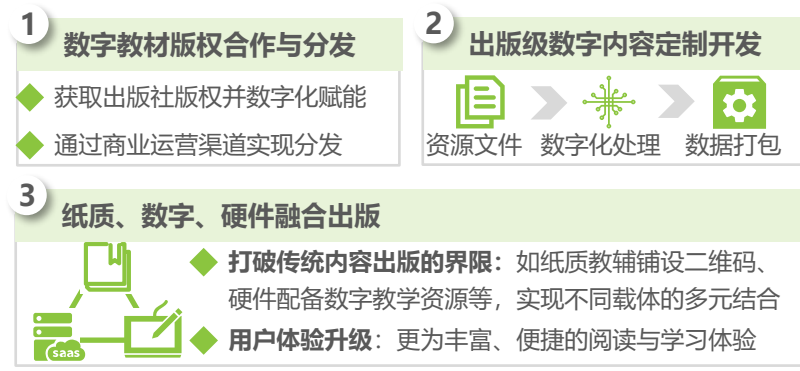 1
数字教材版权合作与分发
获取出版社版权并数字化赋能
通过商业运营渠道实现分发
2
出版级数字内容定制开发
资源文件 数字化处理 数据打包
3
纸质、数字、硬件融合出版
打破传统内容出版的界限：如纸质教辅铺设二维码、
硬件配备数字教学资源等，实现不同载体的多元结合
用户体验升级：更为丰富、便捷的阅读与学习体验
saas